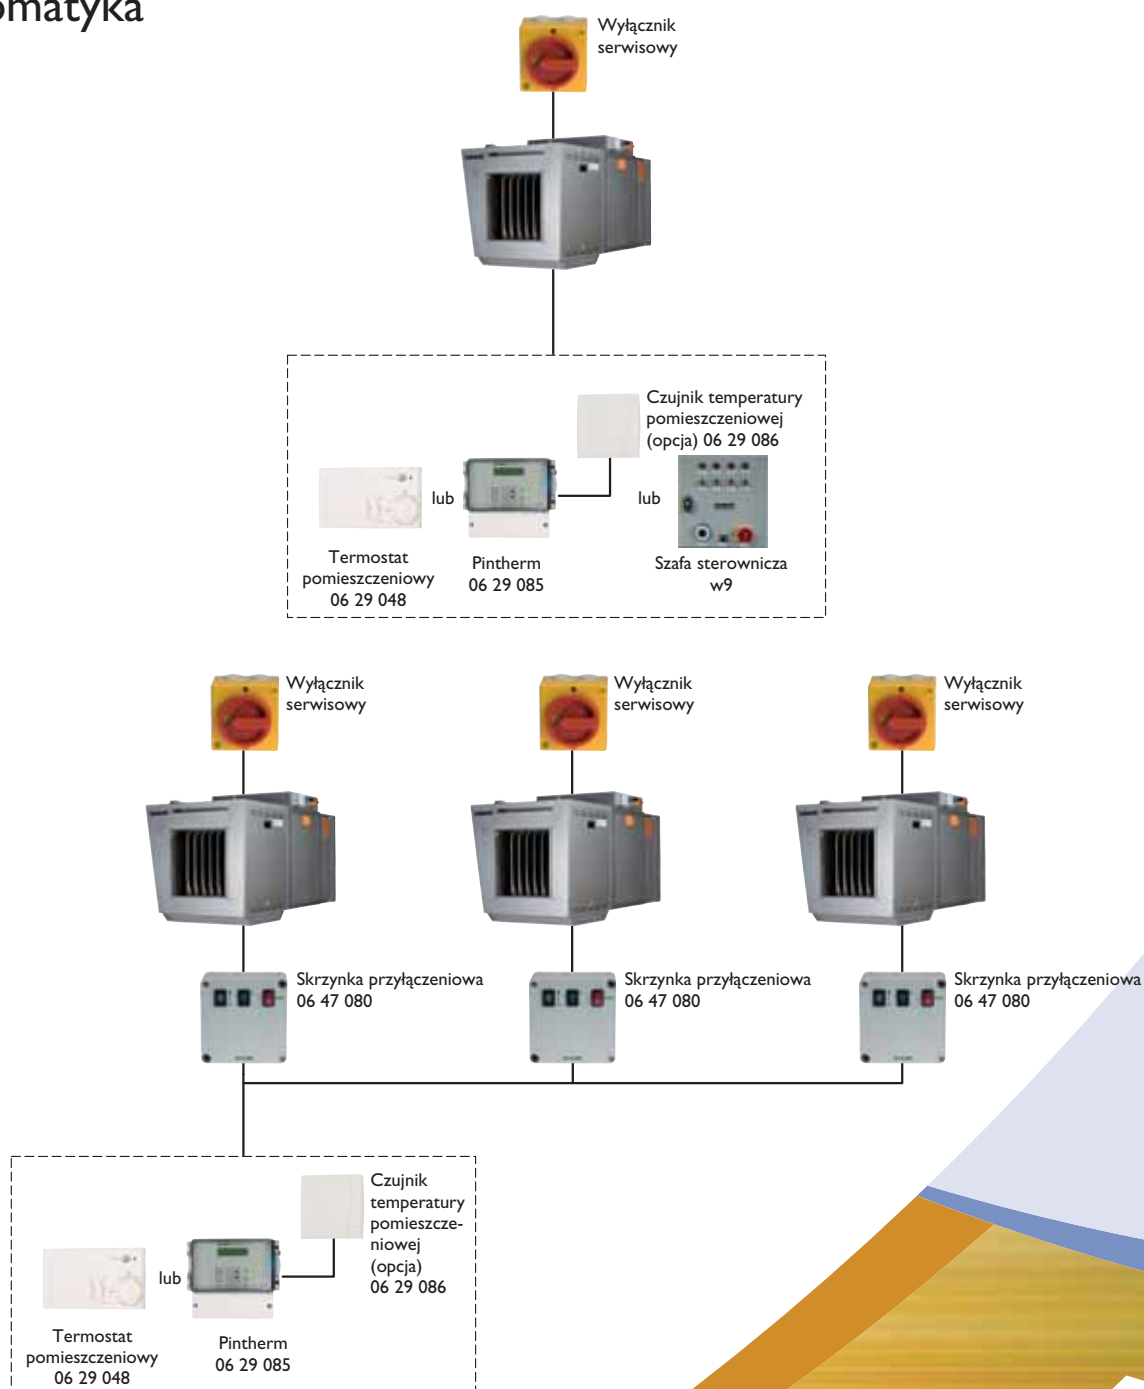 omatyka
Wyłącznik
serwisowy
Czujnik temperatury
pomieszczeniowej
(opcja) 06 29 086
lub
lub
Termostat
pomieszczeniowy
06 29 048
Pintherm
06 29 085
Szafa sterownicza
w9
Wyłącznik
serwisowy
Wyłącznik
serwisowy
Wyłącznik
serwisowy
Skrzynka przyłączeniowa
06 47 080
Skrzynka przyłączeniowa
06 47 080
Skrzynka przyłączeniowa
06 47 080
Czujnik
temperatury
pomieszcze-
niowej
(opcja)
06 29 086
lub
Termostat
pomieszczeniowy
06 29 048
Pintherm
06 29 085